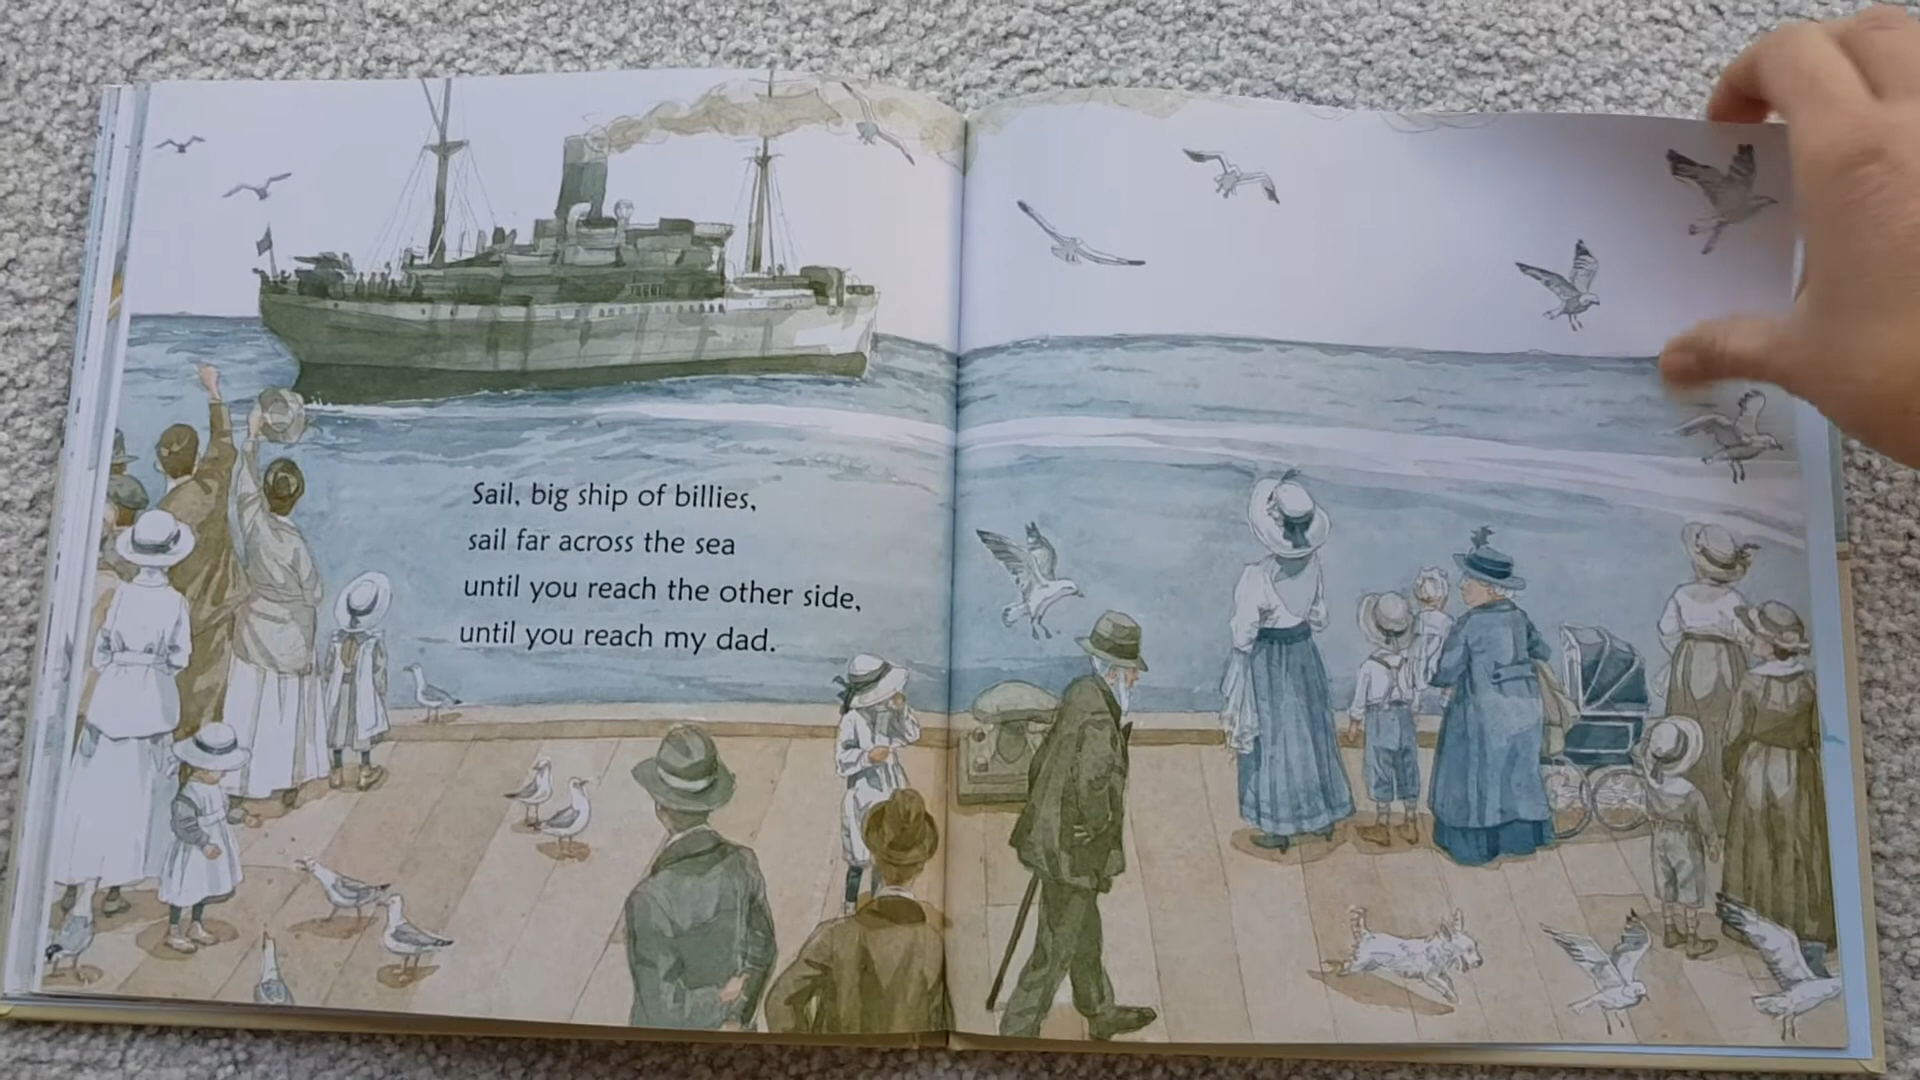 Sail, big ship of billies,
sail far across the sea
until you reach the other side,
until you reach my dad.